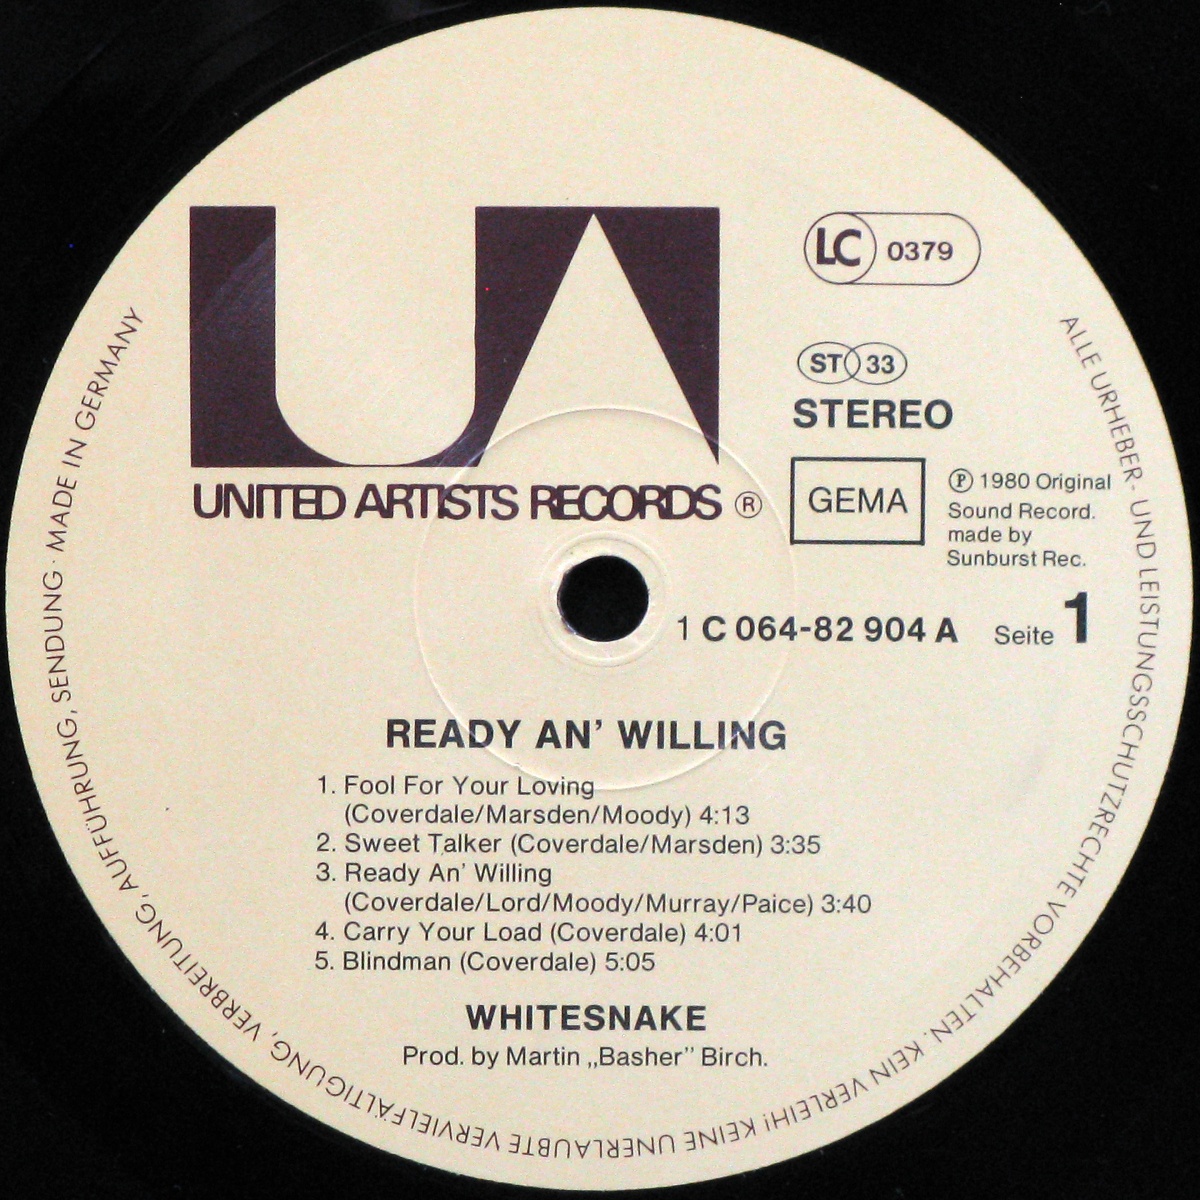 UA
UNITED ARTISTS RECORDS ®
LC 0379
ST 33
STEREO
GEMA
℗ 1980 Original
Sound Record.
made by
Sunburst Rec.
1 C 064-82 904 A Seite 1
READY AN' WILLING
1. Fool For Your Loving
(Coverdale/Marsden/Moody) 4:13
2. Sweet Talker (Coverdale/Marsden) 3:35
3. Ready An' Willing
(Coverdale/Lord/Moody/Murray/Paice) 3:40
4. Carry Your Load (Coverdale) 4:01
5. Blindman (Coverdale) 5:05
WHITESNAKE
Prod. by Martin „Basher” Birch.
ALLE URHEBER- UND LEISTUNGSSCHUTZRECHTE VORBEHALTEN. KEIN VERLEIH! KEINE UNERLAUBTE VERVIELFÄLTIGUNG, VERBREITUNG, AUFFÜHRUNG, SENDUNG · MADE IN GERMANY